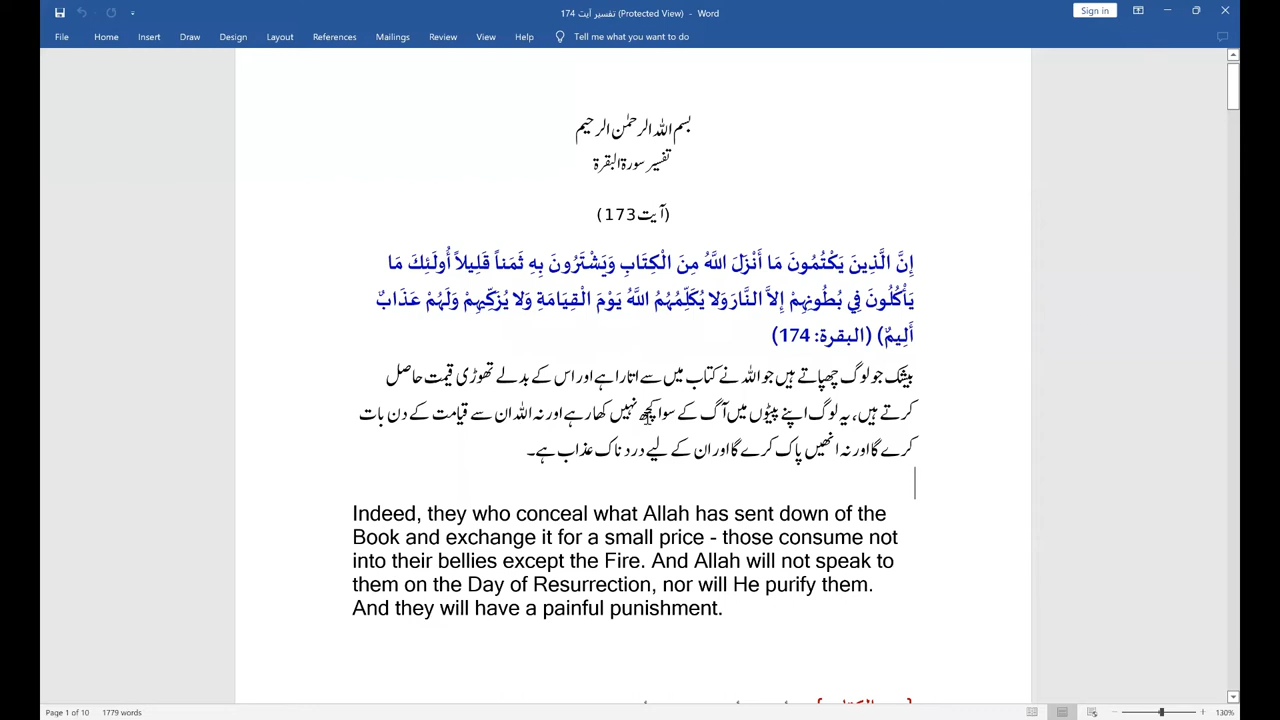 تفسیر آیت 174 (Protected View) - Word
Sign in
File Home Insert Draw Design Layout References Mailings Review View Help Tell me what you want to do
بسم اللہ الرحمٰن الرحیم
تفسیر سورۃ البقرۃ
(آیت 173)
إِنَّ الَّذِينَ يَكْتُمُونَ مَا أَنْزَلَ اللَّهُ مِنَ الْكِتَابِ وَيَشْتَرُونَ بِهِ ثَمَناً قَلِيلاً أُولَئِكَ مَا
يَأْكُلُونَ فِي بُطُونِهِمْ إِلاَّ النَّارَ وَلا يُكَلِّمُهُمُ اللَّهُ يَوْمَ الْقِيَامَةِ وَلا يُزَكِّيهِمْ وَلَهُمْ عَذَابٌ
أَلِيمٌ) (البقرة: 174)
بیشک جو لوگ چھپاتے ہیں جو اللہ نے کتاب میں سے اتارا ہے اور اس کے بدلے تھوڑی قیمت حاصل
کرتے ہیں، یہ لوگ اپنے پیٹوں میں آگ کے سوا کچھ نہیں کھا رہے اور نہ اللہ ان سے قیامت کے دن بات
کرے گا اور نہ انھیں پاک کرے گا اور ان کے لیے درد ناک عذاب ہے۔
Indeed, they who conceal what Allah has sent down of the
Book and exchange it for a small price - those consume not
into their bellies except the Fire. And Allah will not speak to
them on the Day of Resurrection, nor will He purify them.
And they will have a painful punishment.
Page 1 of 10 1779 words 130%